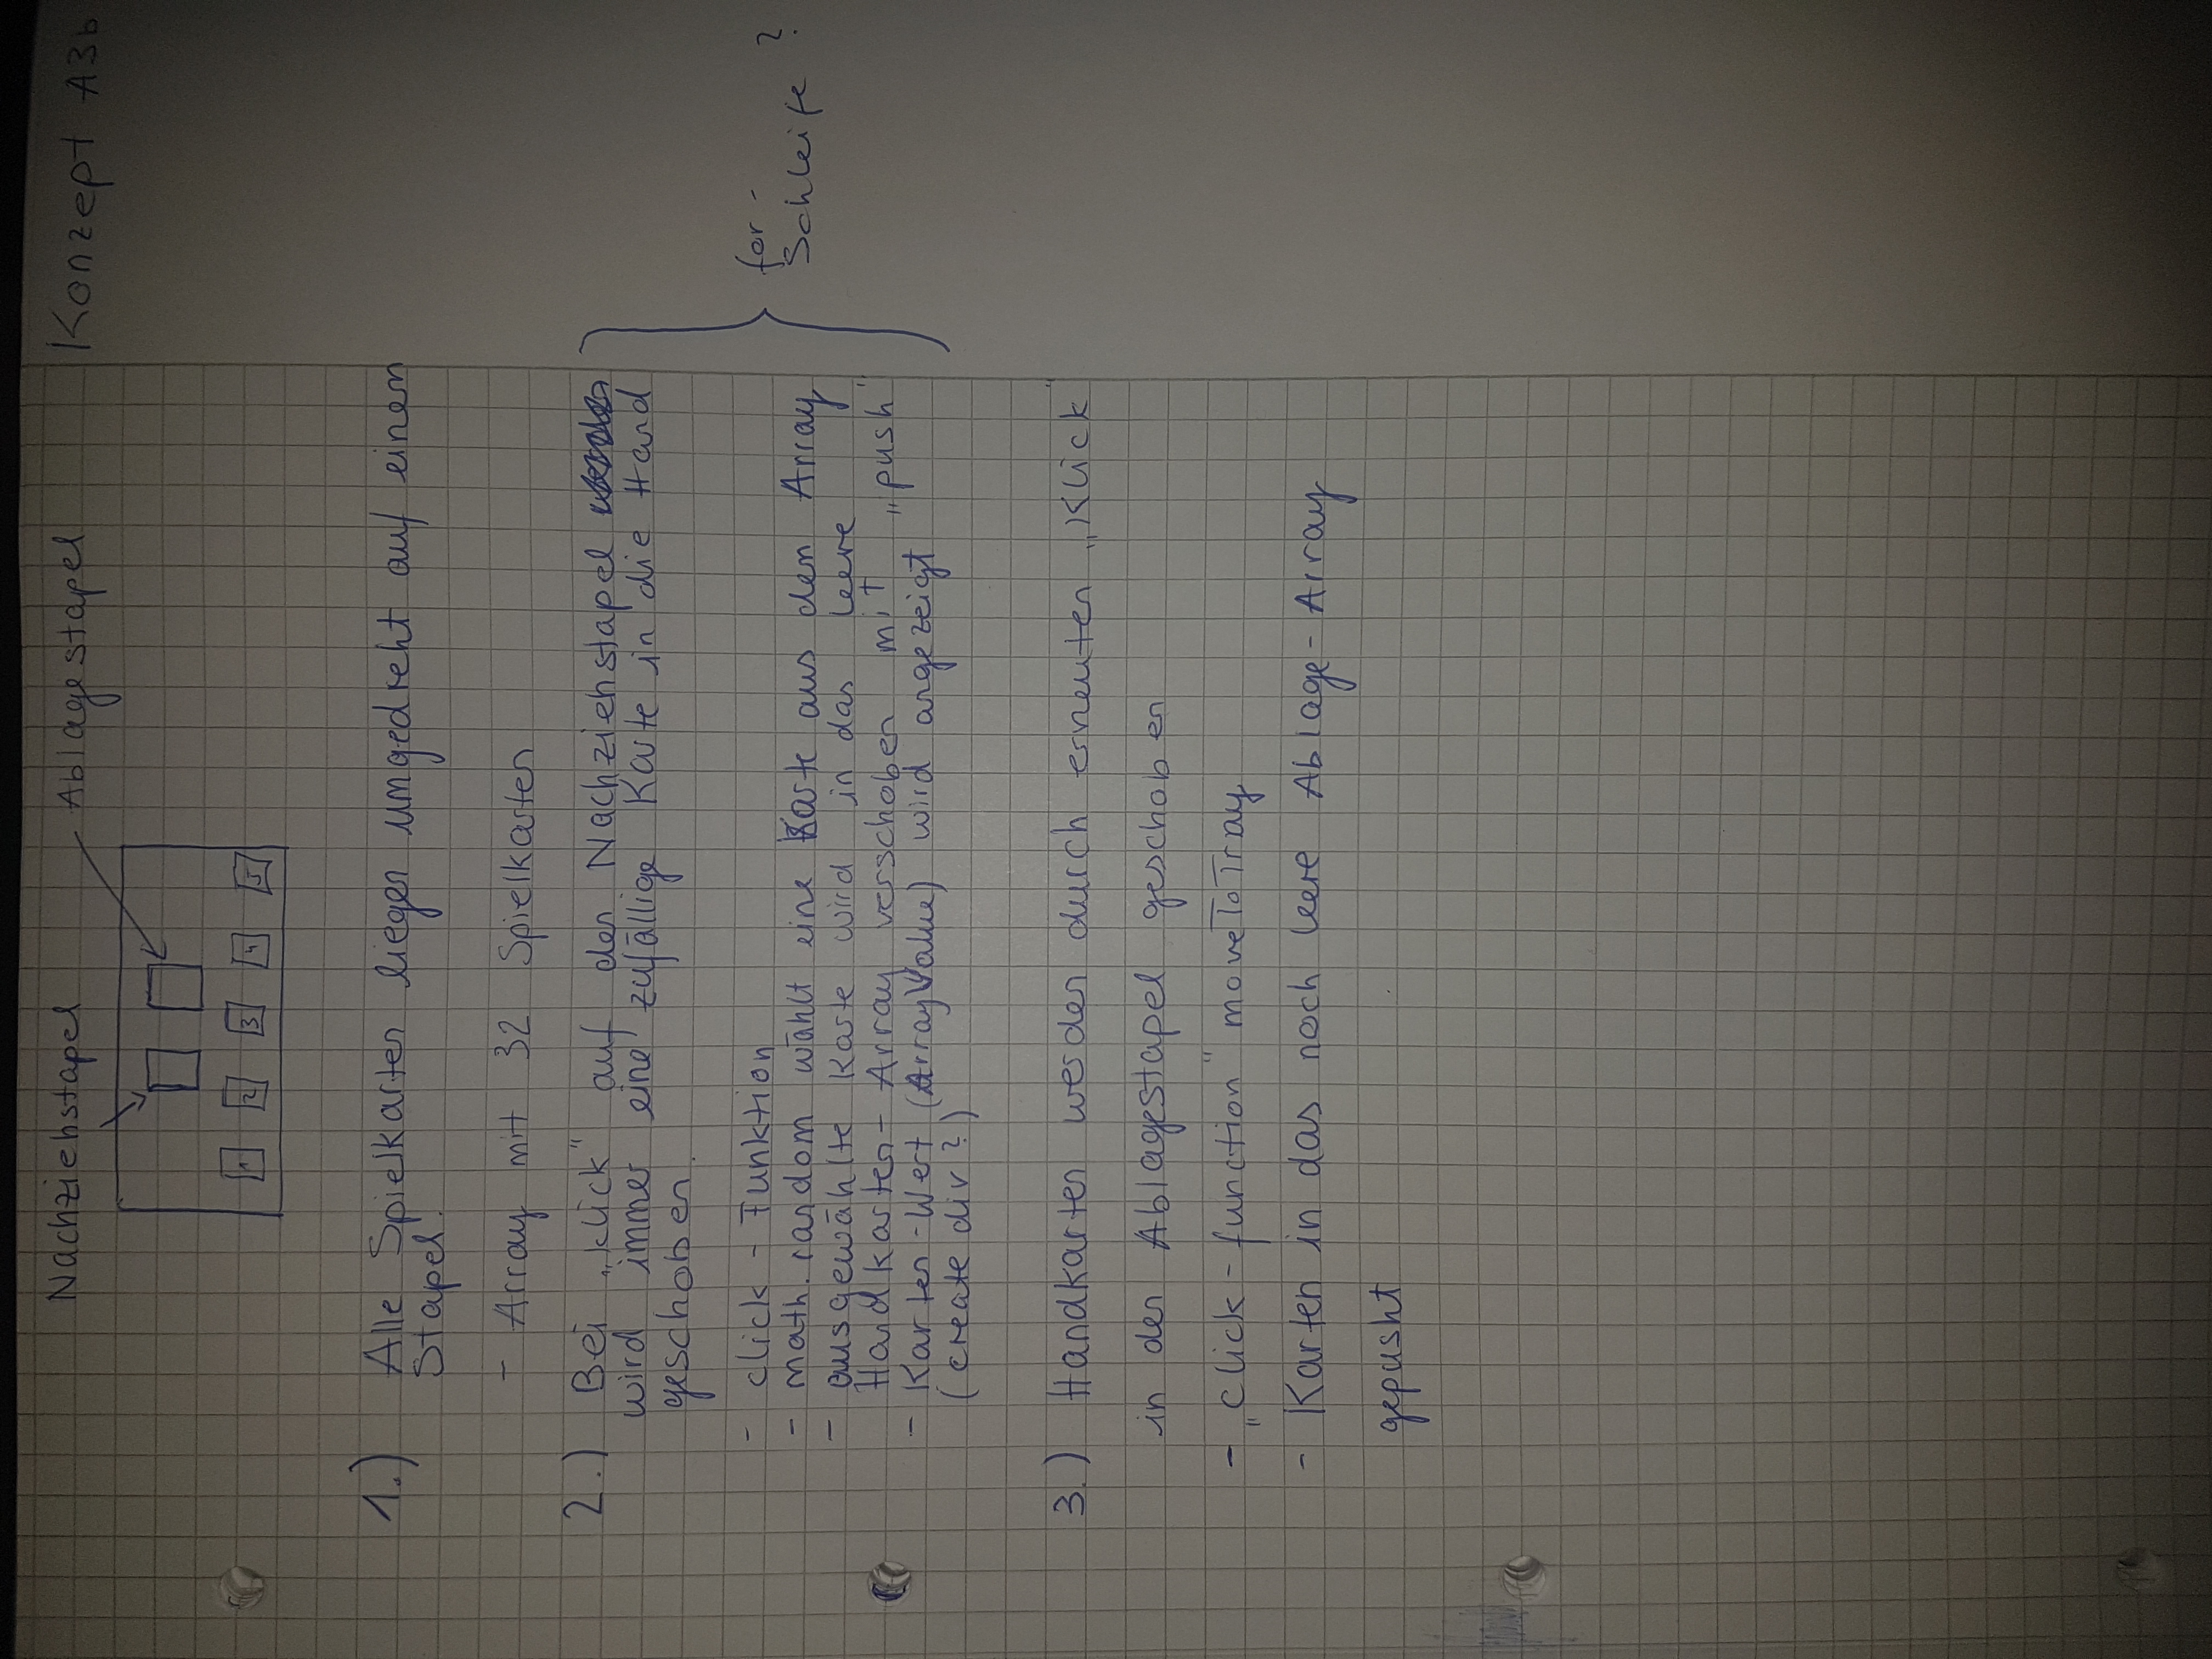 Nachziehstapel Ablagestapel Konzept A3b
1 2 3 4 5
1.) Alle Spielkarten liegen umgedreht auf einem
Stapel.
- Array mit 32 Spielkarten
2.) Bei „klick" auf den Nachziehstapel
wird immer eine zufällige Karte in die Hand
geschoben.
- click - Funktion
- math.random wählt eine Karte aus dem Array
- ausgewählte Karte wird in das leere
Handkarten-Array verschoben mit „push"
- Karten-Wert (ArrayValue) wird angezeigt
(create div?)
for-
Schleife ?
3.) Handkarten werden durch erneuten „Klick"
in den Ablagestapel geschoben
- „Click-function" moveToTray
- Karten in das noch leere Ablage-Array
gepusht